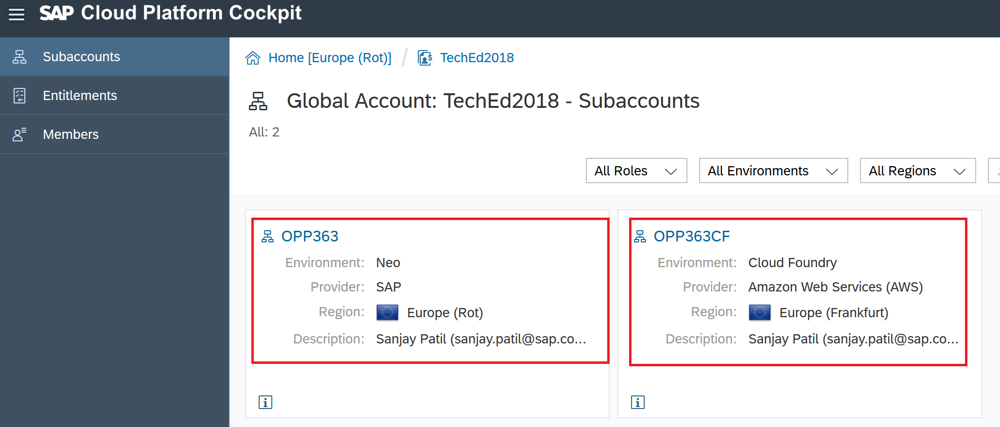 SAP Cloud Platform Cockpit
Subaccounts
Entitlements
Members
Home [Europe (Rot)] / TechEd2018
Global Account: TechEd2018 - Subaccounts
All: 2
All Roles
All Environments
All Regions
OPP363
Environment: Neo
Provider: SAP
Region: Europe (Rot)
Description: Sanjay Patil (sanjay.patil@sap.co...
OPP363CF
Environment: Cloud Foundry
Provider: Amazon Web Services (AWS)
Region: Europe (Frankfurt)
Description: Sanjay Patil (sanjay.patil@sap.co...